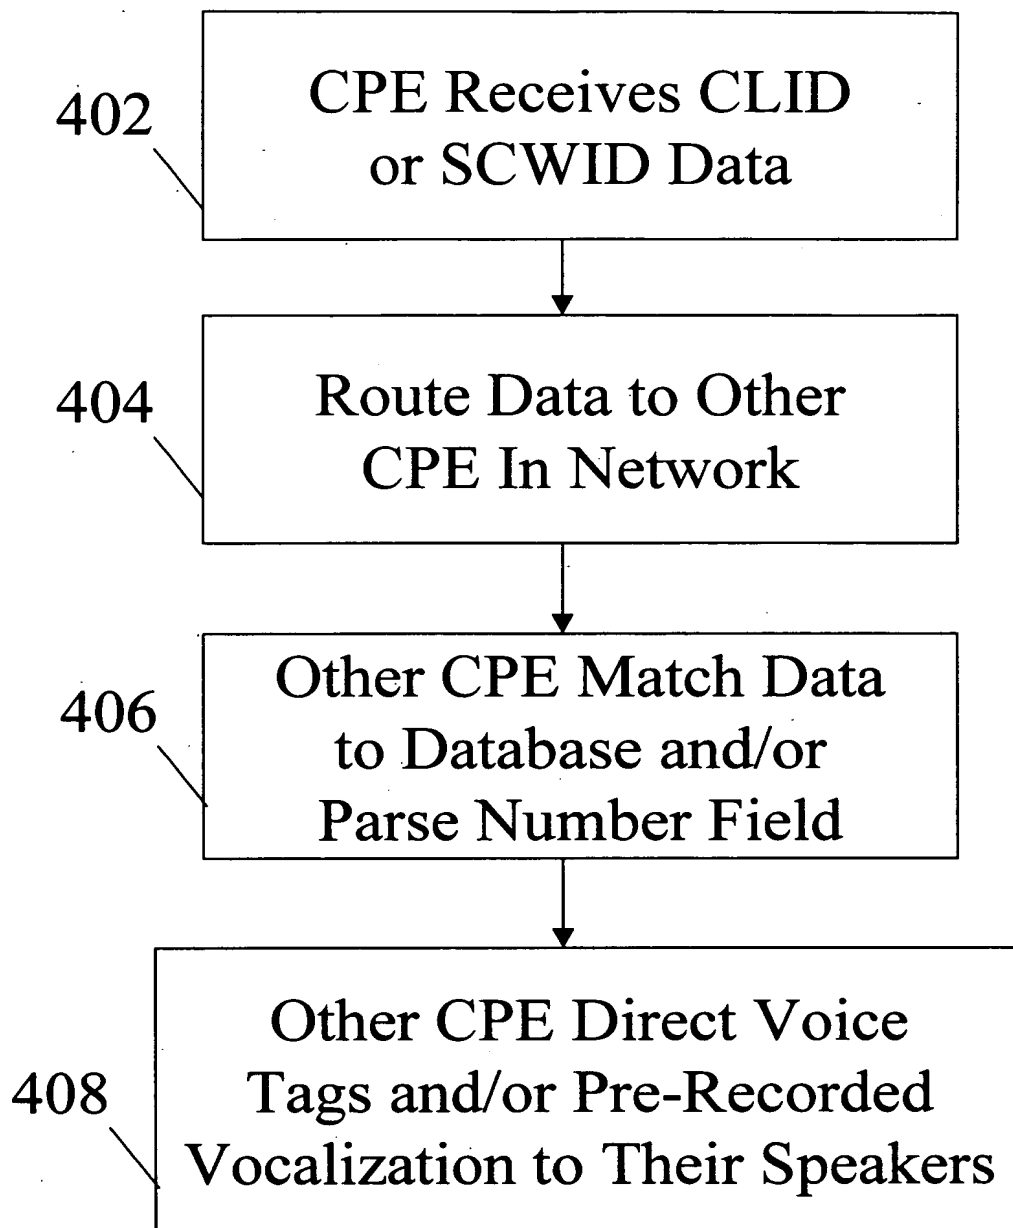 402
CPE Receives CLID
or SCWID Data
404
Route Data to Other
CPE In Network
406
Other CPE Match Data
to Database and/or
Parse Number Field
408
Other CPE Direct Voice
Tags and/or Pre-Recorded
Vocalization to Their Speakers